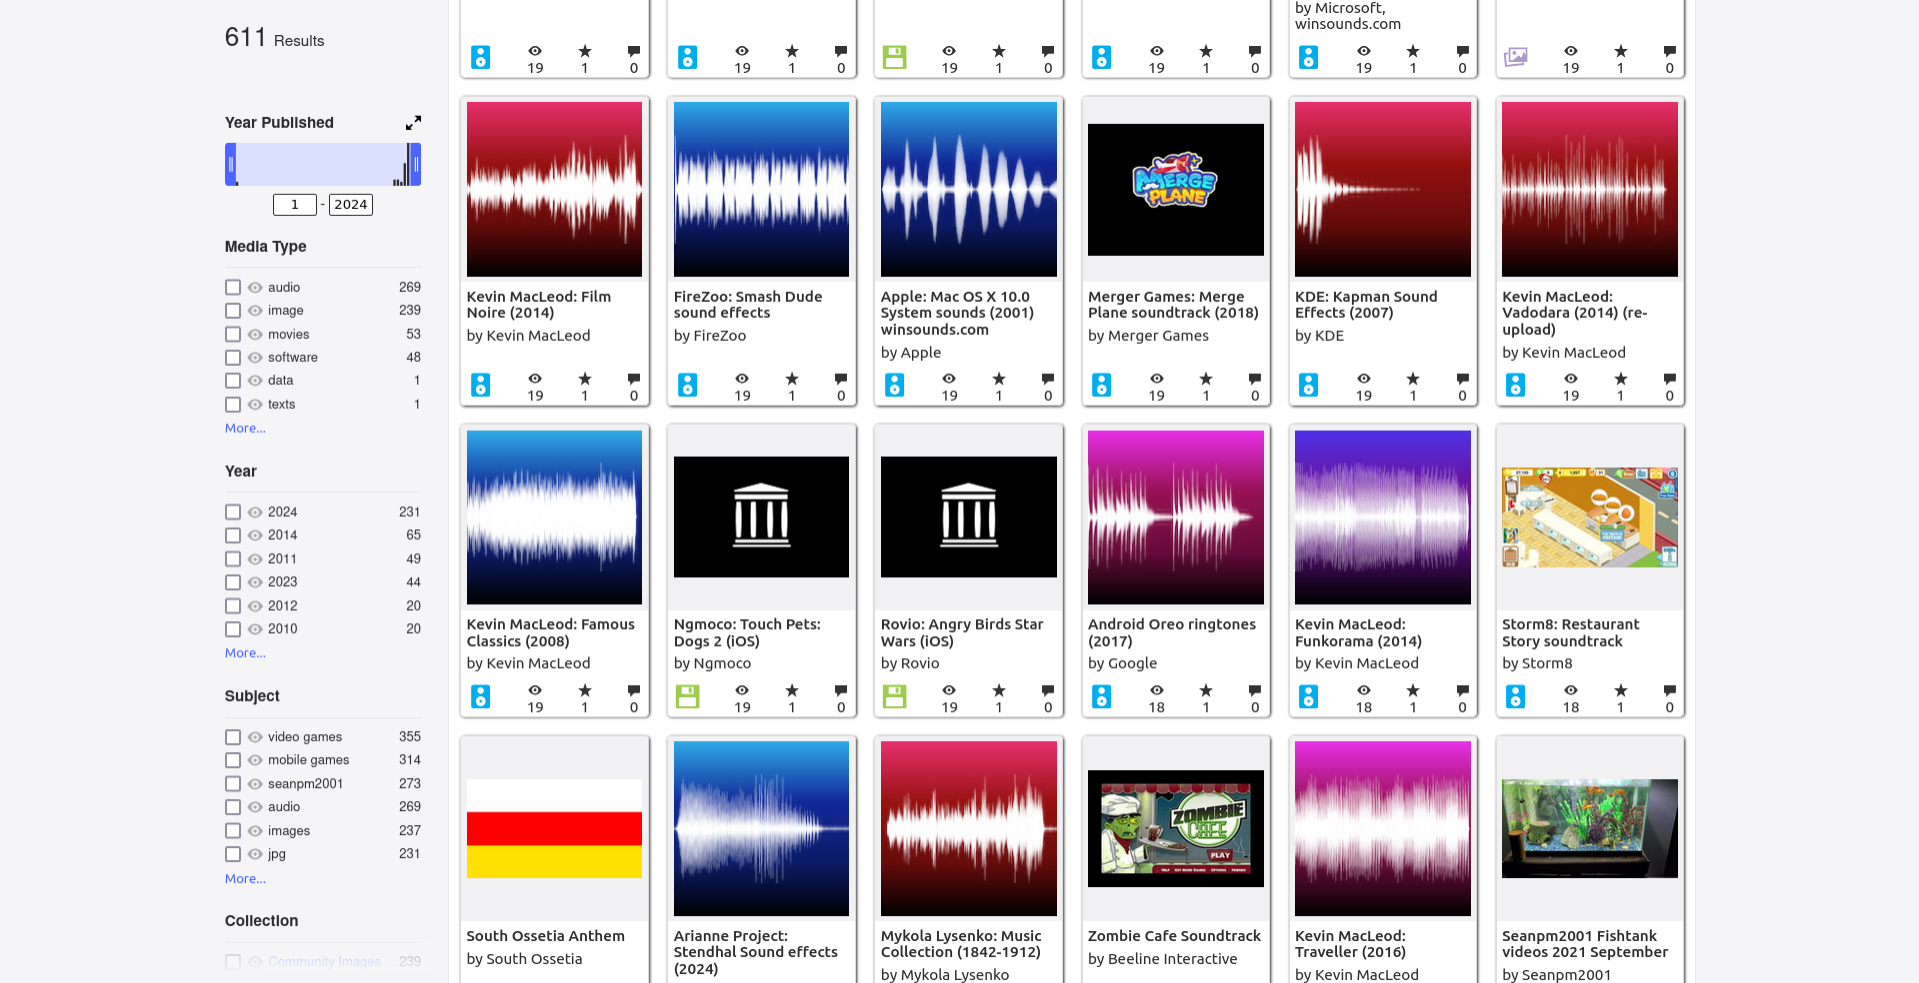 611 Results
Year Published
1 - 2024
Media Type
audio 269
image 239
movies 53
software 48
data 1
texts 1
More...
Year
2024 231
2014 65
2011 49
2023 44
2012 20
2010 20
More...
Subject
video games 355
mobile games 314
seanpm2001 273
audio 269
images 237
jpg 231
More...
Collection
Community Images 239
by Microsoft,
winsounds.com
19 1 0
19 1 0
19 1 0
19 1 0
19 1 0
19 1 0
MERGE
PLANE
Kevin MacLeod: Film
Noire (2014)
by Kevin MacLeod
19 1 0
FireZoo: Smash Dude
sound effects
by FireZoo
19 1 0
Apple: Mac OS X 10.0
System sounds (2001)
winsounds.com
by Apple
19 1 0
Merger Games: Merge
Plane soundtrack (2018)
by Merger Games
19 1 0
KDE: Kapman Sound
Effects (2007)
by KDE
19 1 0
Kevin MacLeod:
Vadodara (2014) (re-
upload)
by Kevin MacLeod
19 1 0
Kevin MacLeod: Famous
Classics (2008)
by Kevin MacLeod
19 1 0
Ngmoco: Touch Pets:
Dogs 2 (iOS)
by Ngmoco
19 1 0
Rovio: Angry Birds Star
Wars (iOS)
by Rovio
19 1 0
Android Oreo ringtones
(2017)
by Google
18 1 0
Kevin MacLeod:
Funkorama (2014)
by Kevin MacLeod
18 1 0
Storm8: Restaurant
Story soundtrack
by Storm8
18 1 0
South Ossetia Anthem
by South Ossetia
Arianne Project:
Stendhal Sound effects
(2024)
Mykola Lysenko: Music
Collection (1842-1912)
by Mykola Lysenko
ZOMBIE
CAFE
PLAY
Zombie Cafe Soundtrack
by Beeline Interactive
Kevin MacLeod:
Traveller (2016)
by Kevin MacLeod
Seanpm2001 Fishtank
videos 2021 September
by Seanpm2001